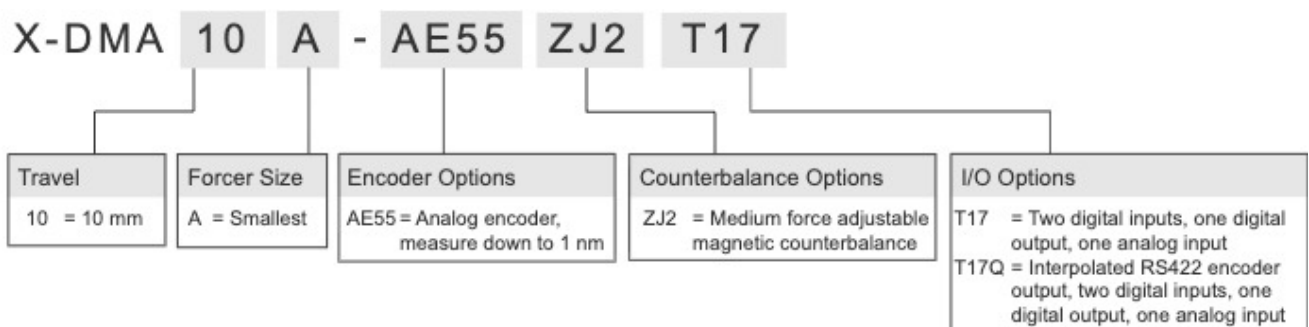 X-DMA 10 A - AE55 ZJ2 T17
Travel
10 = 10 mm
Forcer Size
A = Smallest
Encoder Options
AE55 = Analog encoder,
measure down to 1 nm
Counterbalance Options
ZJ2 = Medium force adjustable
magnetic counterbalance
I/O Options
T17 = Two digital inputs, one digital
output, one analog input
T17Q = Interpolated RS422 encoder
output, two digital inputs, one
digital output, one analog input